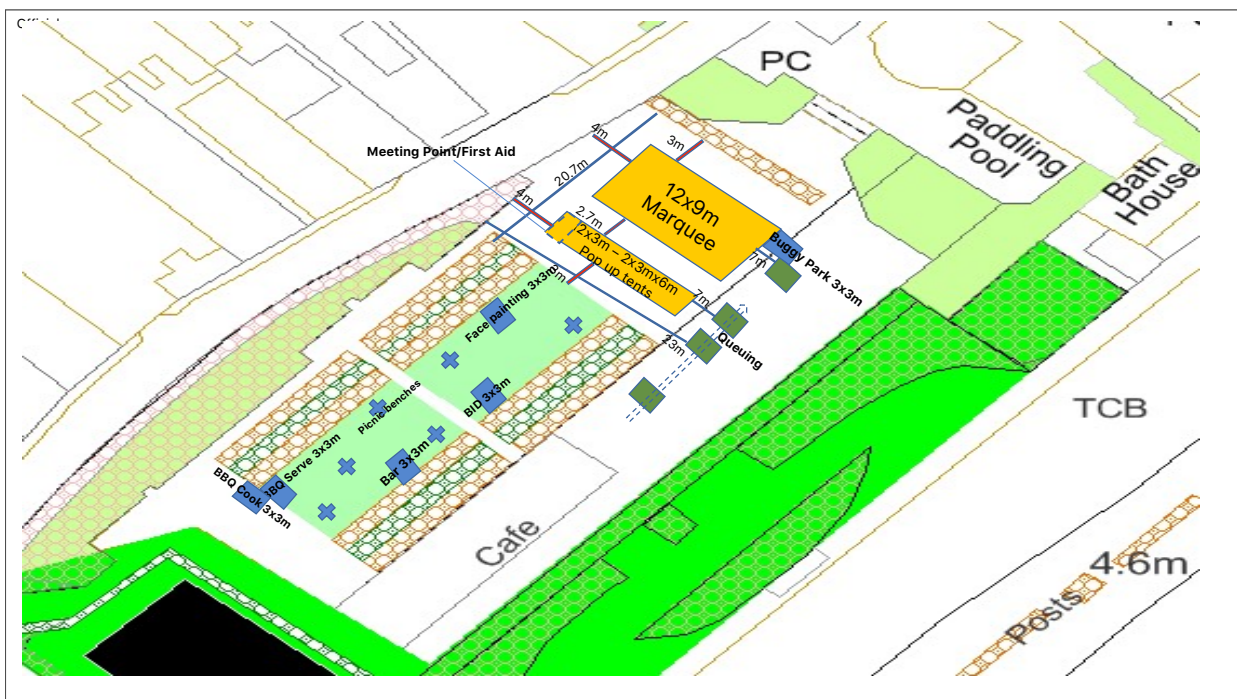 PC
Paddling
Pool
Bath
House
4m
3m
Meeting Point/First Aid
20.7m
12x9m
Marquee
4m
2.7m
2x3m – 2x3mx6m
Pop up tents
Buggy Park 3x3m
7m
7m
Face painting 3x3m
Queuing
23m
Picnic benches
BID 3x3m
BBQ Serve 3x3m
Bar 3x3m
BBQ Cook 3x3m
Cafe
TCB
4.6m
Posts